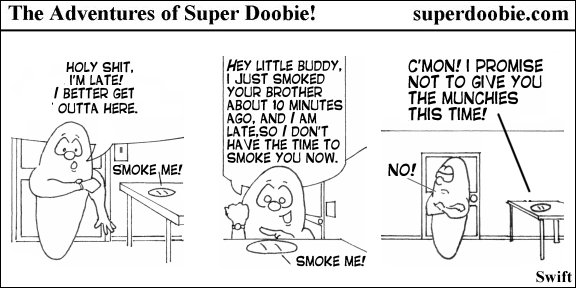 The Adventures of Super Doobie!
superdoobie.com
HOLY SHIT,
I'M LATE!
I BETTER GET
OUTTA HERE.
SMOKE ME!
HEY LITTLE BUDDY,
I JUST SMOKED
YOUR BROTHER
ABOUT 10 MINUTES
AGO, AND I AM
LATE,SO I DON'T
HAVE THE TIME TO
SMOKE YOU NOW.
SMOKE ME!
C'MON! I PROMISE
NOT TO GIVE YOU
THE MUNCHIES
THIS TIME!
NO!
Swift